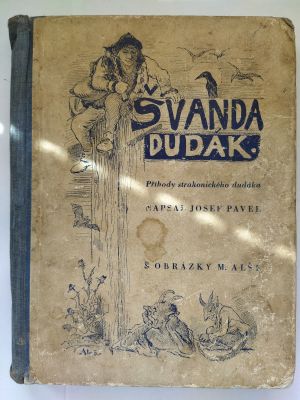 ŠVANDA
DUDÁK.
Příhody strakonického dudáka
NAPSAL JOSEF PAVEL
S OBRÁZKY M. ALŠE